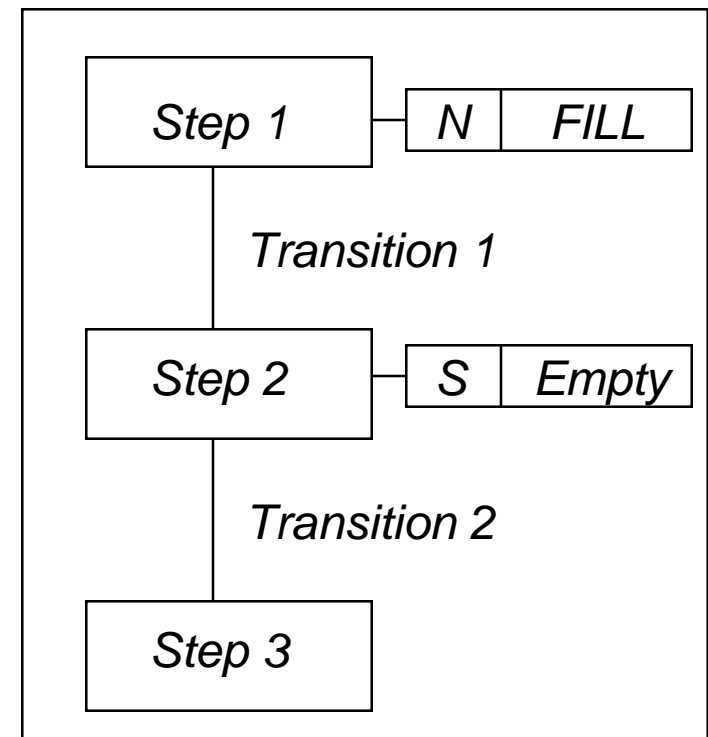 Step 1 N FILL
Transition 1
Step 2 S Empty
Transition 2
Step 3